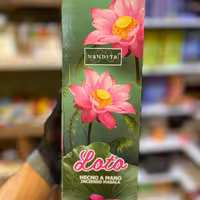 NANDITA
Loto
HECHO A MANO
INCIENSO MASALA